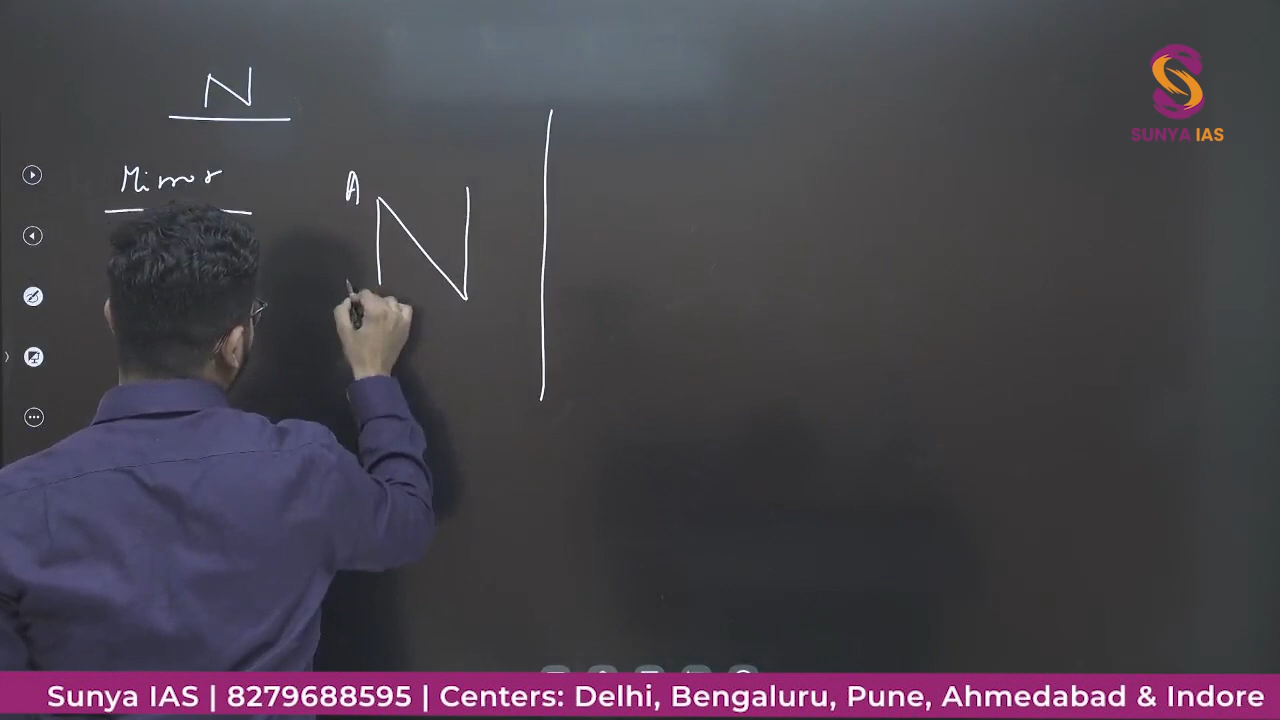 N
SUNYA IAS
Mirror
A
N
Sunya IAS | 8279688595 | Centers: Delhi, Bengaluru, Pune, Ahmedabad & Indore